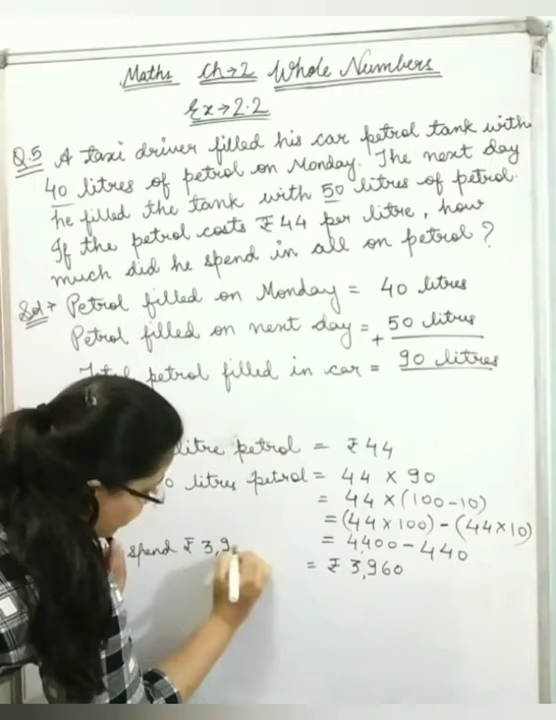 Maths Ch→2 Whole Numbers
Ex→2.2
Q.5 A taxi driver filled his car petrol tank with
40 litres of petrol on Monday. The next day
he filled the tank with 50 litres of petrol.
If the petrol costs ₹44 per litre, how
much did he spend in all on petrol?
Sol→ Petrol filled on Monday = 40 litres
Petrol filled on next day = + 50 litres
Total petrol filled in car = 90 litres
litre petrol = ₹44
0 litres petrol = 44 × 90
= 44 × (100-10)
= (44×100) - (44×10)
= 4,400 - 440
= ₹ 3,960
spend ₹ 3,9